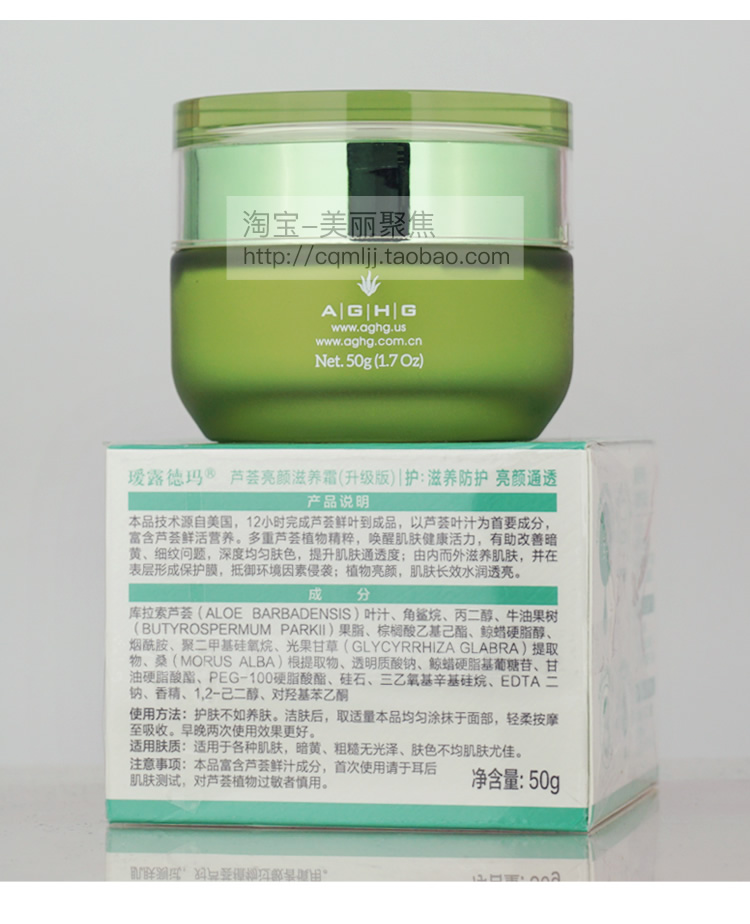 淘宝-美丽聚焦
http://cqmljj.taobao.com
A|G|H|G
www.aghg.us
www.aghg.com.cn
Net. 50g (1.7 Oz)
瑷露德玛® 芦荟亮颜滋养霜(升级版)|护: 滋养防护 亮颜通透
产品说明
本品技术源自美国，12小时完成芦荟鲜叶到成品，以芦荟叶汁为首要成分，
富含芦荟鲜活营养。多重芦荟植物精粹，唤醒肌肤健康活力，有助改善暗
黄、细纹问题，深度均匀肤色，提升肌肤通透度；由内而外滋养肌肤，并在
表层形成保护膜，抵御环境因素侵袭；植物亮颜，肌肤长效水润透亮。
成 分
库拉索芦荟（ALOE BARBADENSIS）叶汁、角鲨烷、丙二醇、牛油果树
(BUTYROSPERMUM PARKII)果脂、棕榈酸乙基己酯、鲸蜡硬脂醇、
烟酰胺、聚二甲基硅氧烷、光果甘草(GLYCYRRHIZA GLABRA)提取
物、桑(MORUS ALBA)根提取物、透明质酸钠、鲸蜡硬脂基葡糖苷、甘
油硬脂酸酯、PEG-100硬脂酸酯、硅石、三乙氧基辛基硅烷、EDTA 二
钠、香精、1,2-己二醇、对羟基苯乙酮
使用方法：护肤不如养肤。洁肤后，取适量本品均匀涂抹于面部，轻柔按摩
至吸收。早晚两次使用效果更好。
适用肤质：适用于各种肌肤，暗黄、粗糙无光泽、肤色不均肌肤尤佳。
注意事项：本品富含芦荟鲜汁成分，首次使用请于耳后
肌肤测试，对芦荟植物过敏者慎用。
净含量: 50g